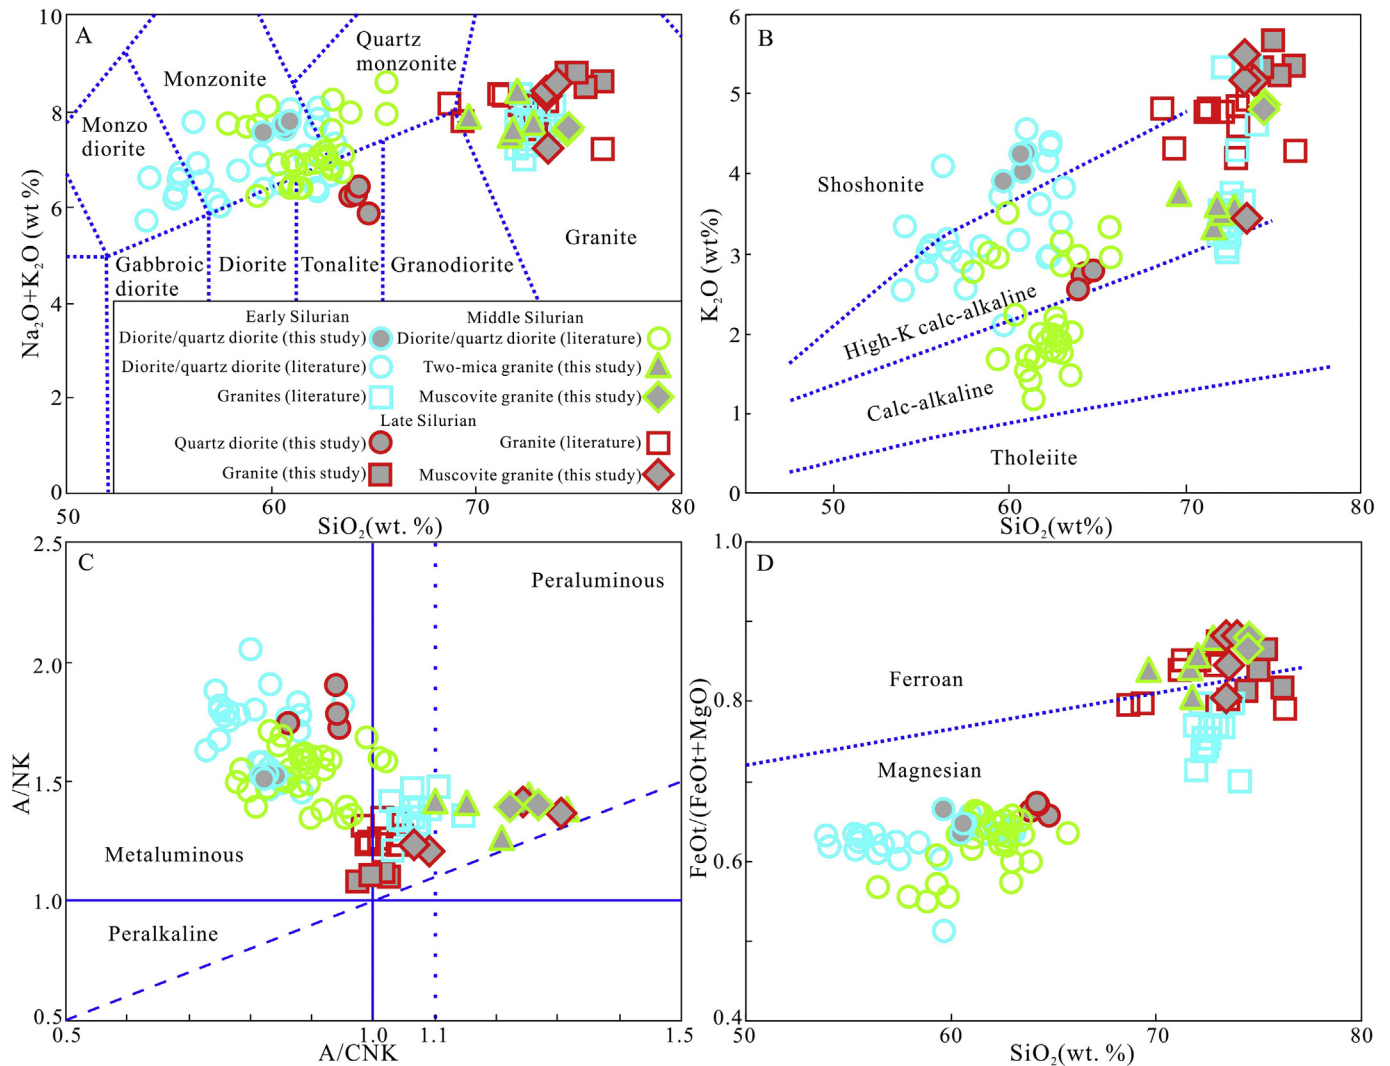 A
10
8
6
4
2
0
Na2O+K2O (wt %)
Quartz
monzonite
Monzonite
Monzo
diorite
Granite
Gabbroic
diorite
Diorite
Tonalite
Granodiorite
Early Silurian
Middle Silurian
Diorite/quartz diorite (this study)
Diorite/quartz diorite (literature)
Diorite/quartz diorite (literature)
Two-mica granite (this study)
Granites (literature)
Muscovite granite (this study)
Late Silurian
Quartz diorite (this study)
Granite (literature)
Granite (this study)
Muscovite granite (this study)
50
60
70
80
SiO2(wt. %)
B
6
5
4
3
2
1
0
K2O (wt%)
Shoshonite
High-K calc-alkaline
Calc-alkaline
Tholeiite
50
60
70
80
SiO2(wt%)
C
2.5
2.0
1.5
1.0
0.5
A/NK
Peraluminous
Metaluminous
Peralkaline
0.5
1.0
1.1
1.5
A/CNK
D
1.0
0.8
0.6
0.4
FeOt/(FeOt+MgO)
Ferroan
Magnesian
50
60
70
80
SiO2(wt. %)